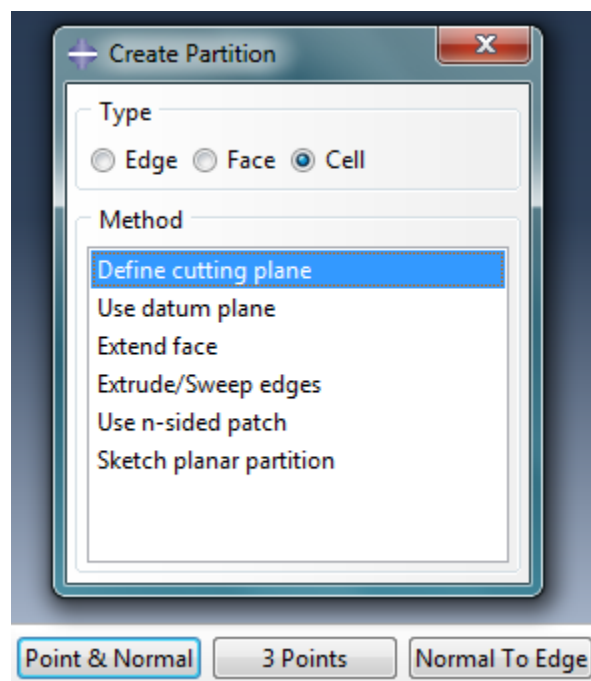 Create Partition
Type
Edge Face Cell
Method
Define cutting plane
Use datum plane
Extend face
Extrude/Sweep edges
Use n-sided patch
Sketch planar partition
Point & Normal 3 Points Normal To Edge